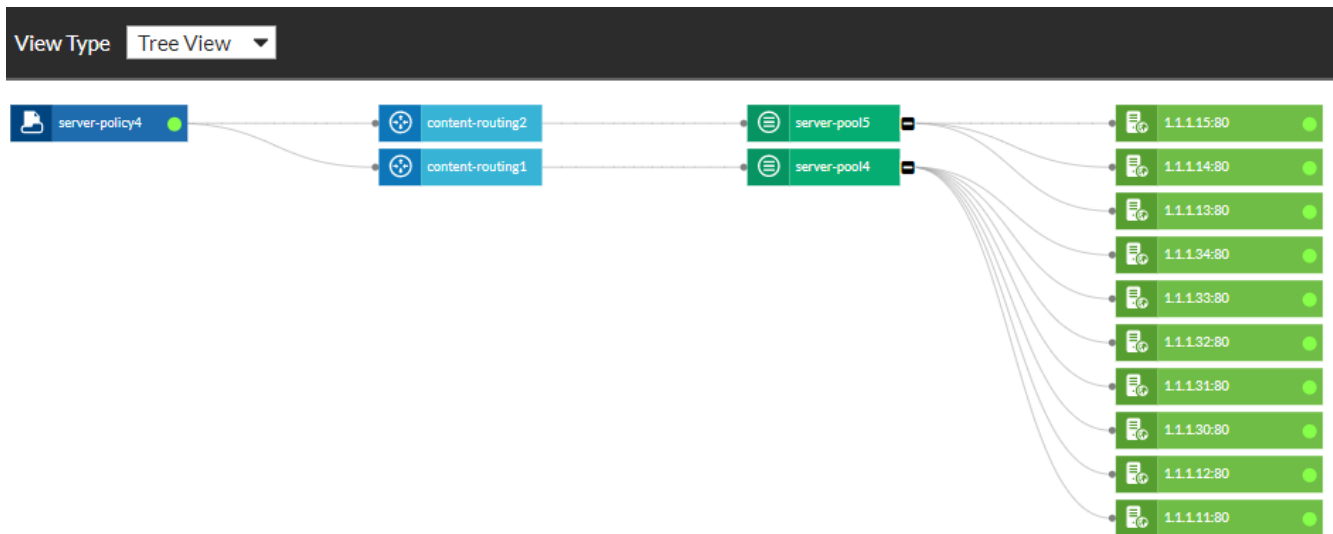 View Type Tree View
server-policy4 content-routing2 server-pool5 1.1.1.15:80
content-routing1 server-pool4 1.1.1.14:80
1.1.1.13:80
1.1.1.34:80
1.1.1.33:80
1.1.1.32:80
1.1.1.31:80
1.1.1.30:80
1.1.1.12:80
1.1.1.11:80